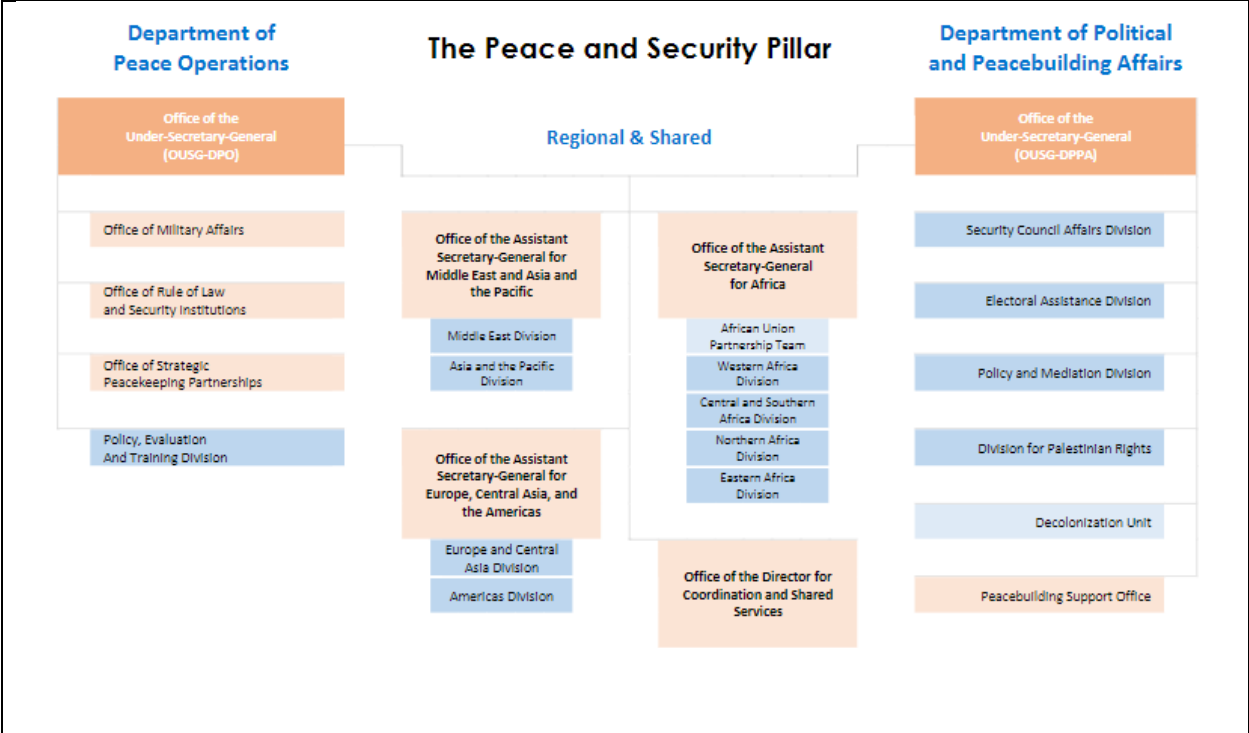 Department of
Peace Operations
The Peace and Security Pillar
Department of Political
and Peacebuilding Affairs
Office of the
Under-Secretary-General
(OUSG-DPO)
Regional & Shared
Office of the
Under-Secretary-General
(OUSG-DPPA)
Office of Military Affairs
Office of Rule of Law
and Security Institutions
Office of Strategic
Peacekeeping Partnerships
Policy, Evaluation
And Training Division
Office of the Assistant
Secretary-General for
Middle East and Asia and
the Pacific
Middle East Division
Asia and the Pacific
Division
Office of the Assistant
Secretary-General for
Europe, Central Asia, and
the Americas
Europe and Central
Asia Division
Americas Division
Office of the Assistant
Secretary-General
for Africa
African Union
Partnership Team
Western Africa
Division
Central and Southern
Africa Division
Northern Africa
Division
Eastern Africa
Division
Office of the Director for
Coordination and Shared
Services
Security Council Affairs Division
Electoral Assistance Division
Policy and Mediation Division
Division for Palestinian Rights
Decolonization Unit
Peacebuilding Support Office